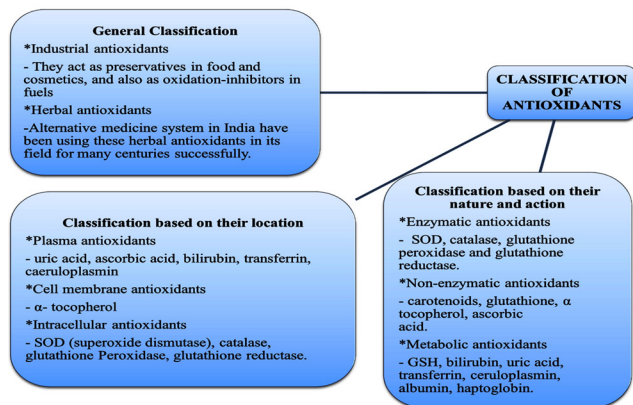 General Classification
*Industrial antioxidants
- They act as preservatives in food and
cosmetics, and also as oxidation-inhibitors in
fuels
*Herbal antioxidants
-Alternative medicine system in India have
been using these herbal antioxidants in its
field for many centuries successfully.
CLASSIFICATION
OF
ANTIOXIDANTS
Classification based on their location
*Plasma antioxidants
- uric acid, ascorbic acid, bilirubin, transferrin,
caeruloplasmin
*Cell membrane antioxidants
- α- tocopherol
*Intracellular antioxidants
- SOD (superoxide dismutase), catalase,
glutathione Peroxidase, glutathione reductase.
Classification based on their
nature and action
*Enzymatic antioxidants
- SOD, catalase, glutathione
peroxidase and glutathione
reductase.
*Non-enzymatic antioxidants
- carotenoids, glutathione, α
tocopherol, ascorbic
acid.
*Metabolic antioxidants
- GSH, bilirubin, uric acid,
transferrin, ceruloplasmin,
albumin, haptoglobin.